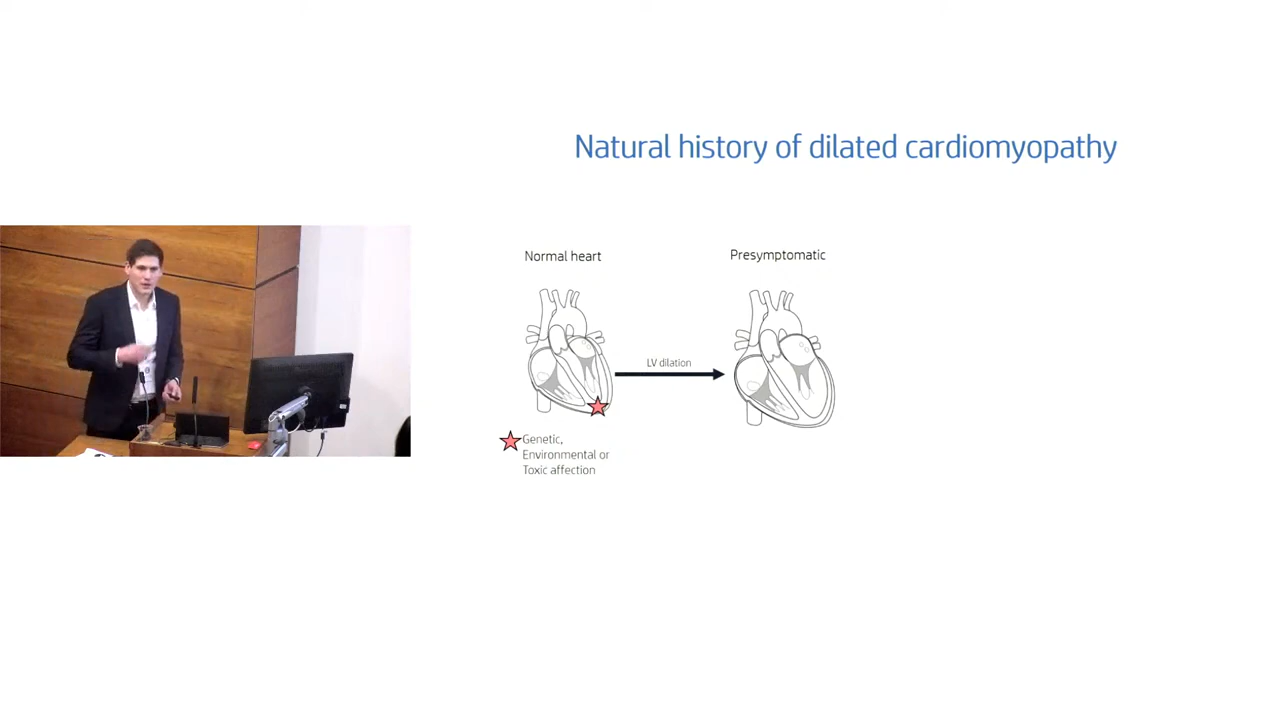 Natural history of dilated cardiomyopathy
Normal heart
Presymptomatic
LV dilation
Genetic,
Environmental or
Toxic affection